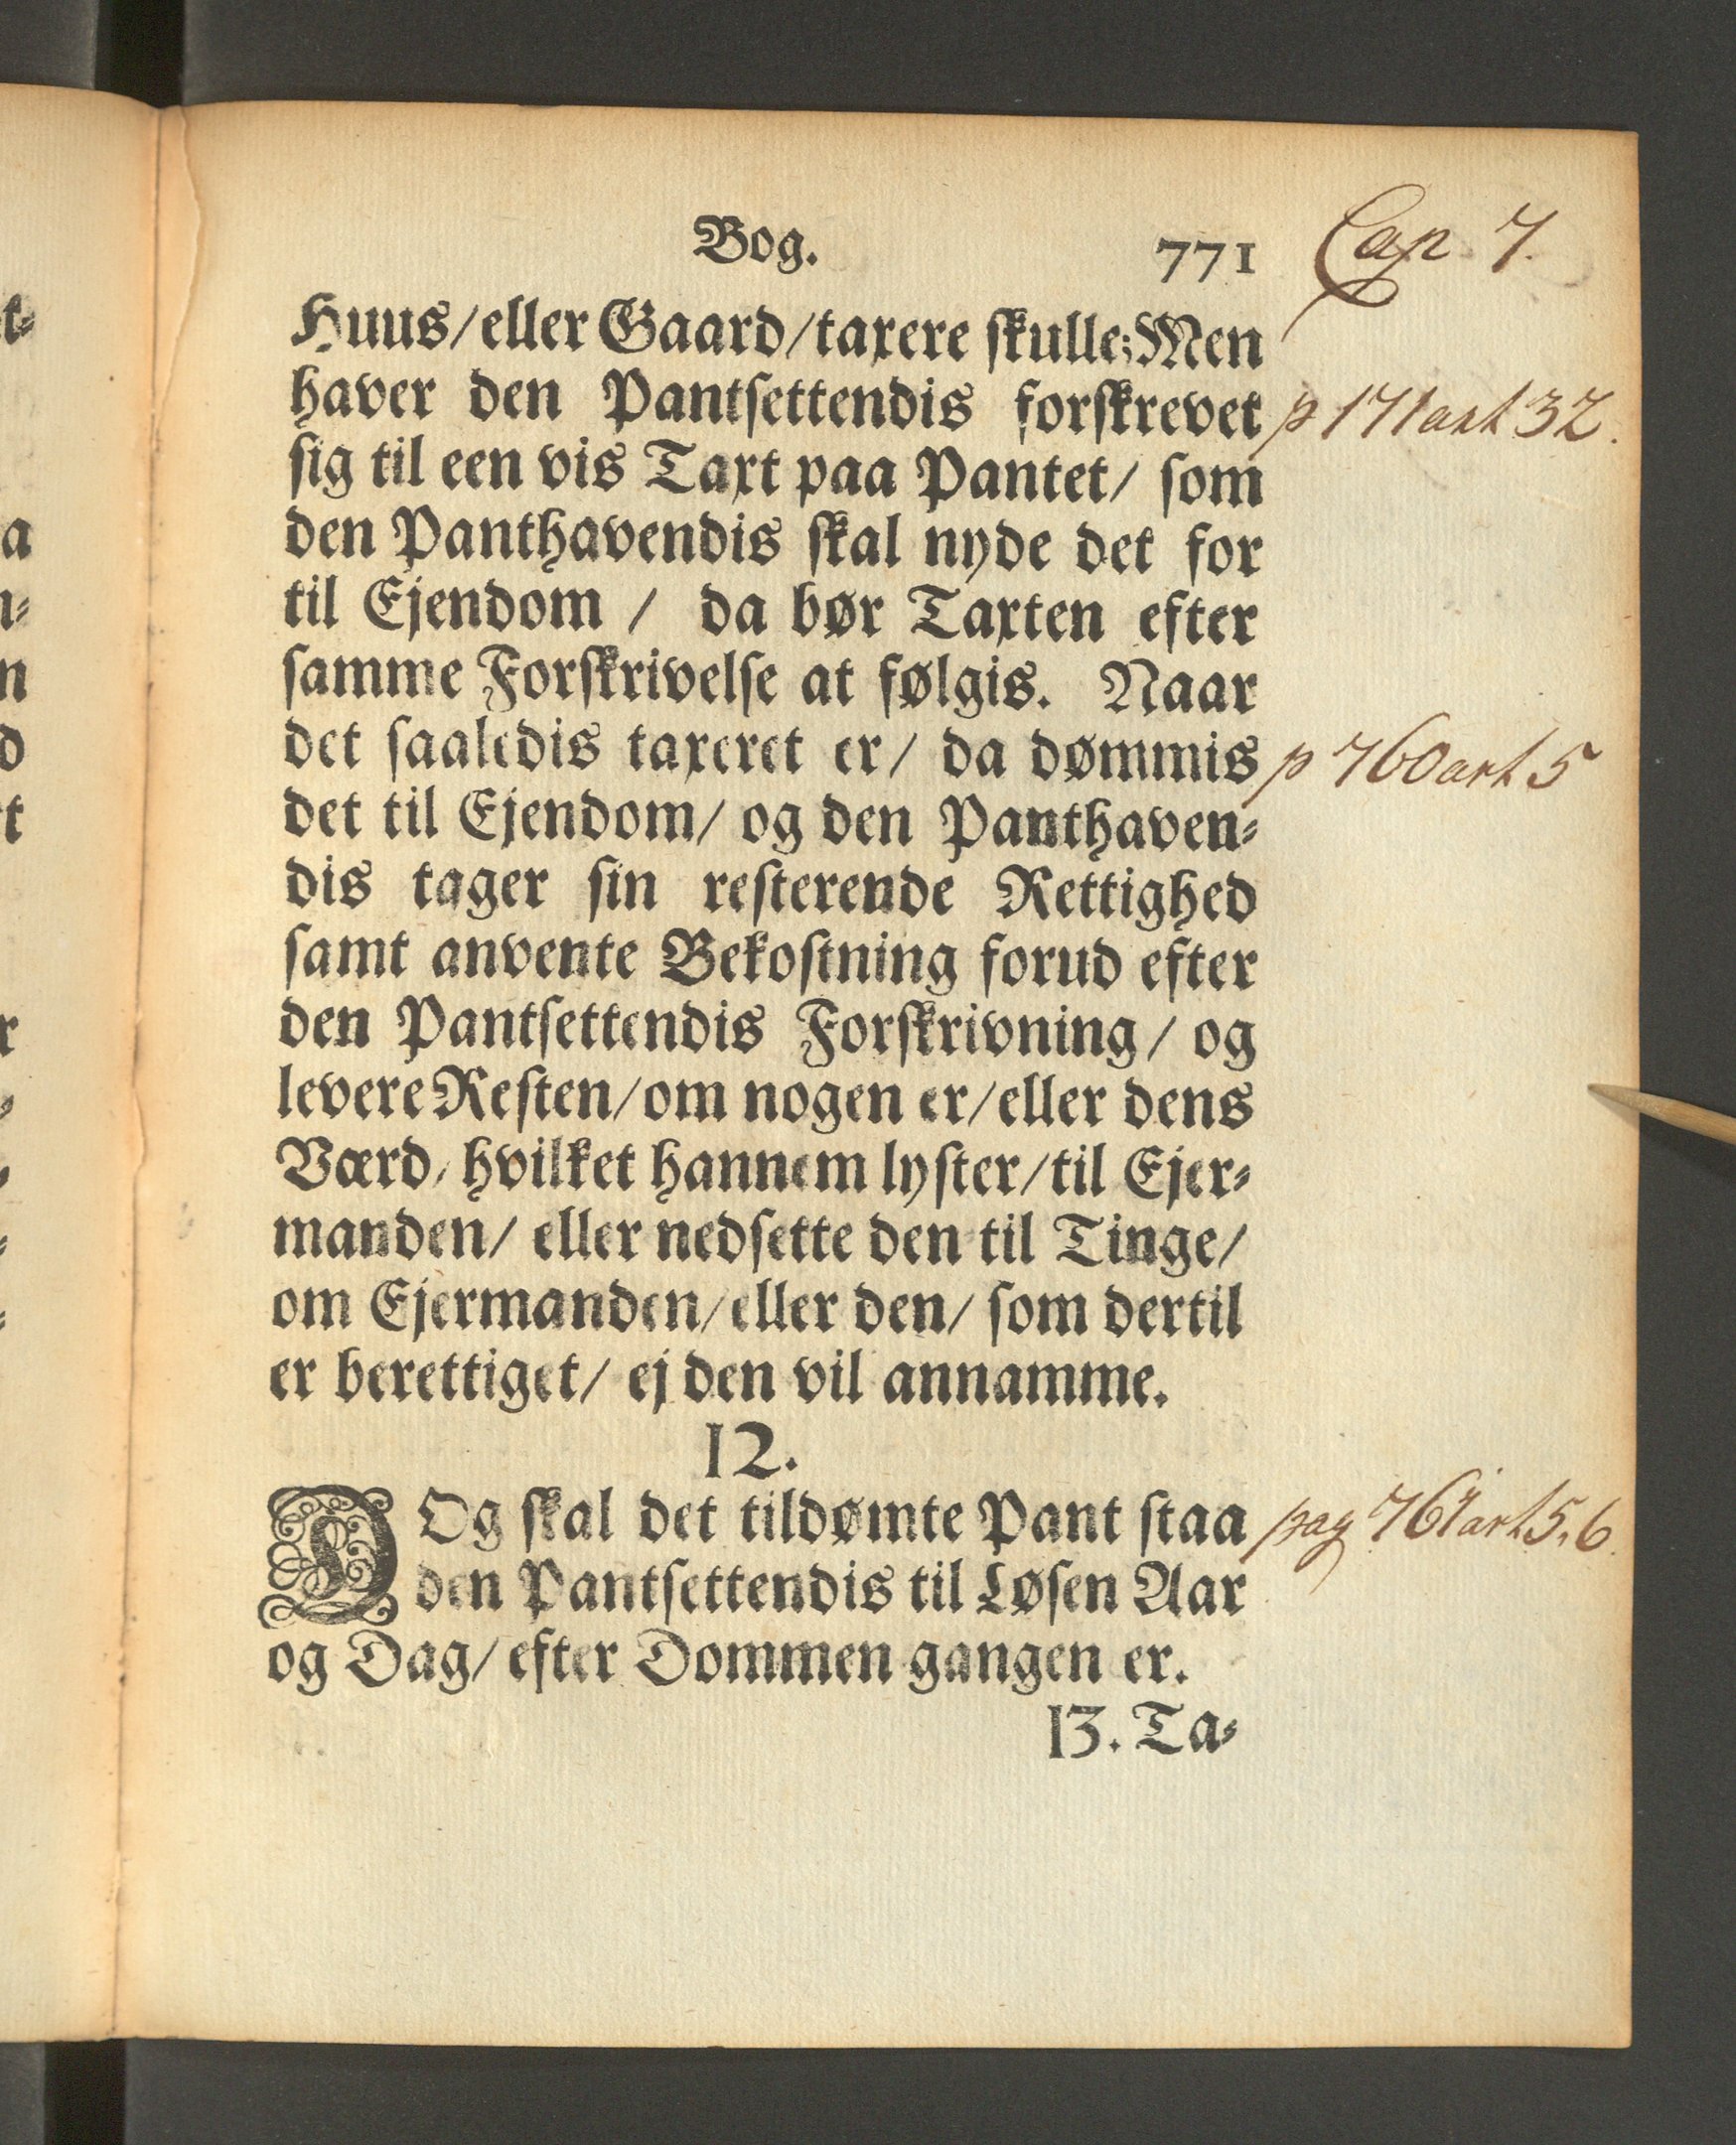 Bog. 771 Cap 7.
Huus/eller Gaard/taxere skulle; Men
haver den Pantsettendis forskrevet p 171 art 32.
sig til een vis Taxt paa Pantet/ som
den Panthavendis skal nyde det for
til Ejendom / da bør Taxten efter
samme Forskrivelse at følgis. Naar
det saaledis taxeret er/ da dømmis p 760 art 5
det til Ejendom/ og den Panthaven-
dis tager sin resterende Rettighed
samt anvente Bekostning forud efter
den Pantsettendis Forskrivning/ og
levere Resten/om nogen er/eller dens
Værd/ hvilket hannem lyster/til Ejer-
manden/ eller nedsette den til Tinge/
om Ejermanden/eller den/ som dertil
er berettiget/ ej den vil annamme.
12.
DOg skal det tildømte Pant staa pag 761 art 5. 6.
den Pantsettendis til Løsen Aar
og Dag/ efter Dommen gangen er.
13. Ta-